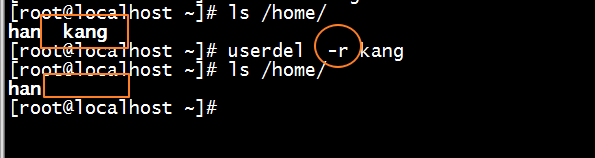 [root@localhost ~]# ls /home/
han  kang
[root@localhost ~]# userdel  -r kang
[root@localhost ~]# ls /home/
han
[root@localhost ~]#